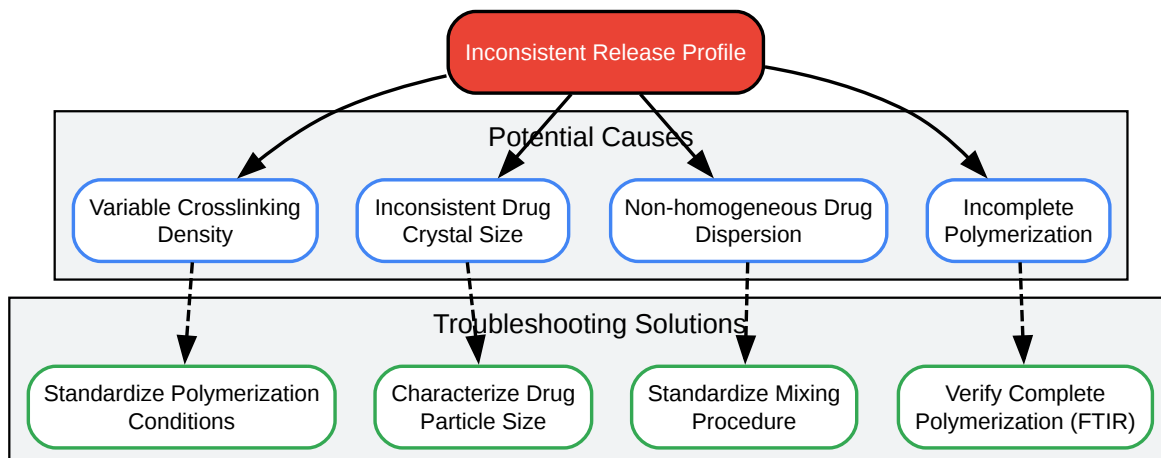 Inconsistent Release Profile
Potential Causes
Variable Crosslinking
Density
Inconsistent Drug
Crystal Size
Non-homogeneous Drug
Dispersion
Incomplete
Polymerization
Troubleshooting Solutions
Standardize Polymerization
Conditions
Characterize Drug
Particle Size
Standardize Mixing
Procedure
Verify Complete
Polymerization (FTIR)